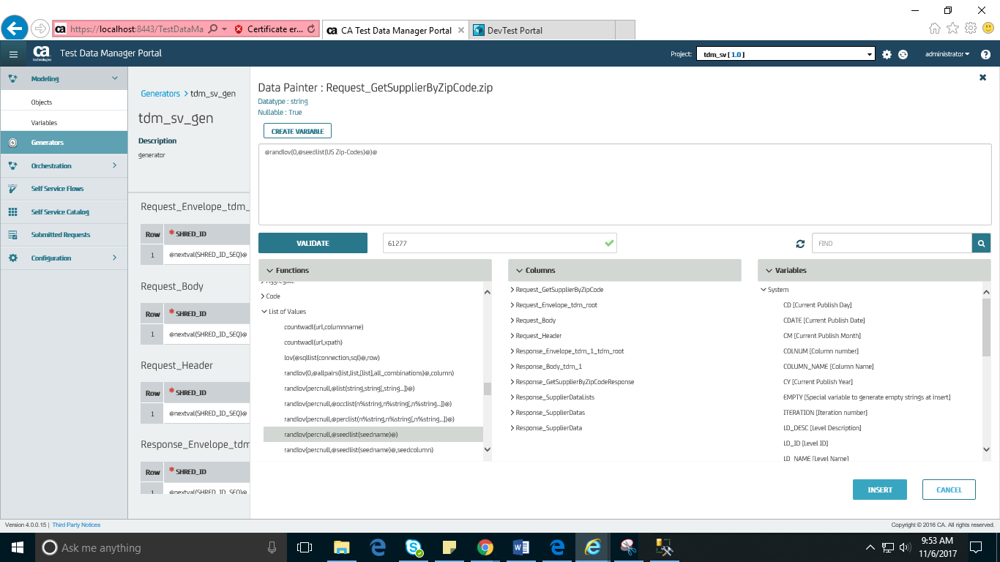 https://localhost:8443/TestDataMa
Certificate er...
ca CA Test Data Manager Portal
DevTest Portal
ca technologies
Test Data Manager Portal
Project:
tdm_sv [ 1.0 ]
administrator
Modeling
Objects
Variables
Generators
Orchestration
Self Service Flows
Self Service Catalog
Submitted Requests
Configuration
Generators > tdm_sv_gen
tdm_sv_gen
Description
generator
Request_Envelope_tdm_
Row * SHRED_ID
1 @nextval(SHRED_ID_SEQ)@
Request_Body
Row * SHRED_ID
1 @nextval(SHRED_ID_SEQ)@
Request_Header
Row * SHRED_ID
1 @nextval(SHRED_ID_SEQ)@
Response_Envelope_tdm
Row * SHRED_ID
1 @nextval(SHRED_ID_SEQ)@
Data Painter : Request_GetSupplierByZipCode.zip
Datatype : string
Nullable : True
CREATE VARIABLE
@randlov(0,@seedlist(US Zip-Codes)@)@
VALIDATE
61277
FIND
Functions
Aggregate
Code
List of Values
countwadl(url,columnname)
countwadl(url,xpath)
lov(@sqllist(connection,sql)@,row)
randlov(0,@allpairs(list,list,[list],all_combinations)@,column)
randlov(percnull,@list(string,string[,string...])@)
randlov(percnull,@occlist(n%string,n%string[,n%string...])@)
randlov(percnull,@perclist(n%string,n%string[,n%string...])@)
randlov(percnull,@seedlist(seedname)@)
randlov(percnull,@seedlist(seedname)@,seedcolumn)
Columns
Request_GetSupplierByZipCode
Request_Envelope_tdm_root
Request_Body
Request_Header
Response_Envelope_tdm_1_tdm_root
Response_Body_tdm_1
Response_GetSupplierByZipCodeResponse
Response_SupplierDataLists
Response_SupplierDatas
Response_SupplierData
Variables
System
CD [Current Publish Day]
CDATE [Current Publish Date]
CM [Current Publish Month]
COLNUM [Column number]
COLUMN_NAME [Column Name]
CY [Current Publish Year]
EMPTY [Special variable to generate empty strings at insert]
ITERATION [Iteration number]
LD_DESC [Level Description]
LD_ID [Level ID]
LD_NAME [Level Name]
INSERT
CANCEL
Version 4.0.0.15 | Third Party Notices
Copyright © 2016 CA. All rights reserved.
Ask me anything
9:53 AM
11/6/2017